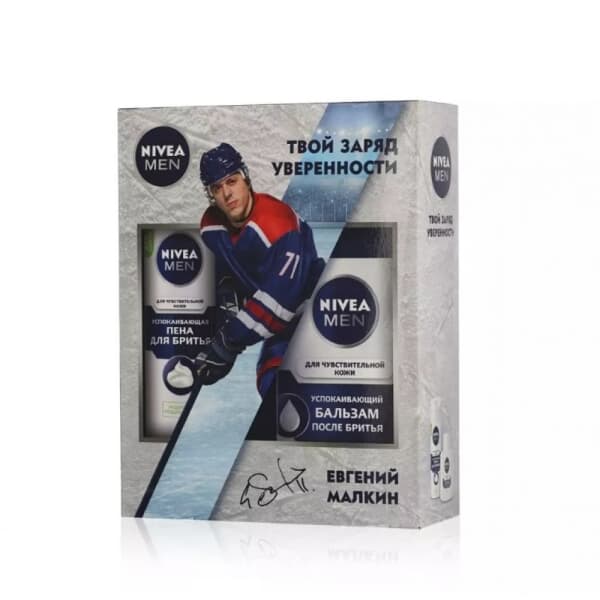 NIVEA
MEN
ТВОЙ ЗАРЯД
УВЕРЕННОСТИ
71
NIVEA
MEN
ДЛЯ ЧУВСТВИТЕЛЬНОЙ
КОЖИ
УСПОКАИВАЮЩАЯ
ПЕНА
ДЛЯ БРИТЬЯ
NIVEA
MEN
ДЛЯ ЧУВСТВИТЕЛЬНОЙ
КОЖИ
УСПОКАИВАЮЩИЙ
БАЛЬЗАМ
ПОСЛЕ БРИТЬЯ
ЕВГЕНИЙ
МАЛКИН
NIVEA
MEN
ТВОЙ ЗАРЯД
УВЕРЕННОСТИ